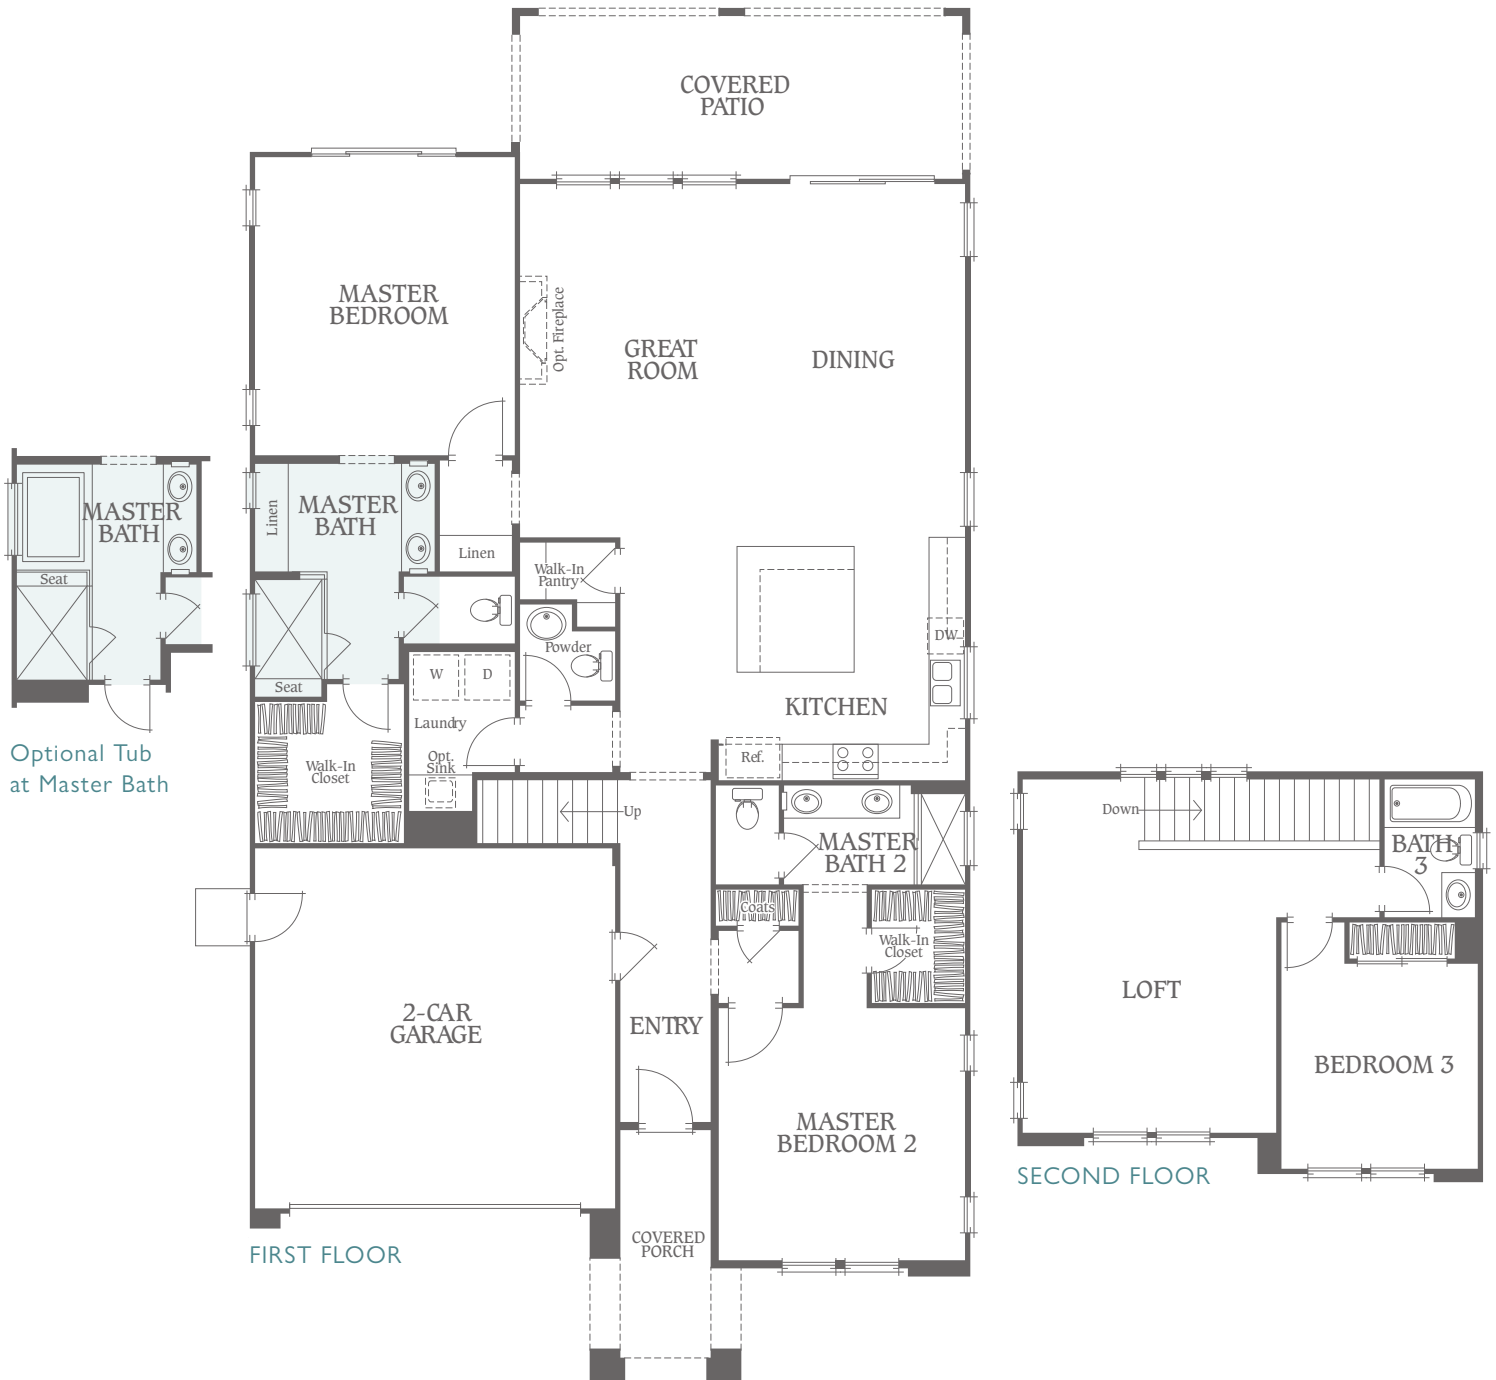 COVERED
PATIO
MASTER
BEDROOM
Opt. Fireplace
GREAT
ROOM
DINING
MASTER
BATH
Seat
Optional Tub
at Master Bath
Linen
MASTER
BATH
Linen
Seat
Walk-In
Pantry
Powder
W
D
Laundry
Opt.
Sink
Walk-In
Closet
DW
KITCHEN
Ref.
Up
MASTER
BATH 2
Coats
Walk-In
Closet
2-CAR
GARAGE
ENTRY
MASTER
BEDROOM 2
COVERED
PORCH
FIRST FLOOR
Down
BATH
3
LOFT
BEDROOM 3
SECOND FLOOR